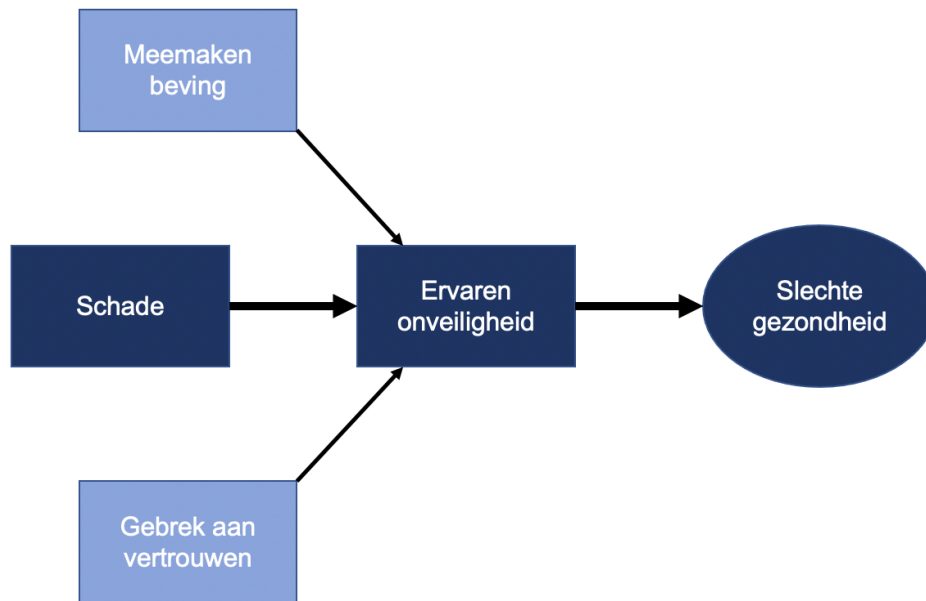 Meemaken
beving
Schade
Ervaren
onveiligheid
Slechte
gezondheid
Gebrek aan
vertrouwen